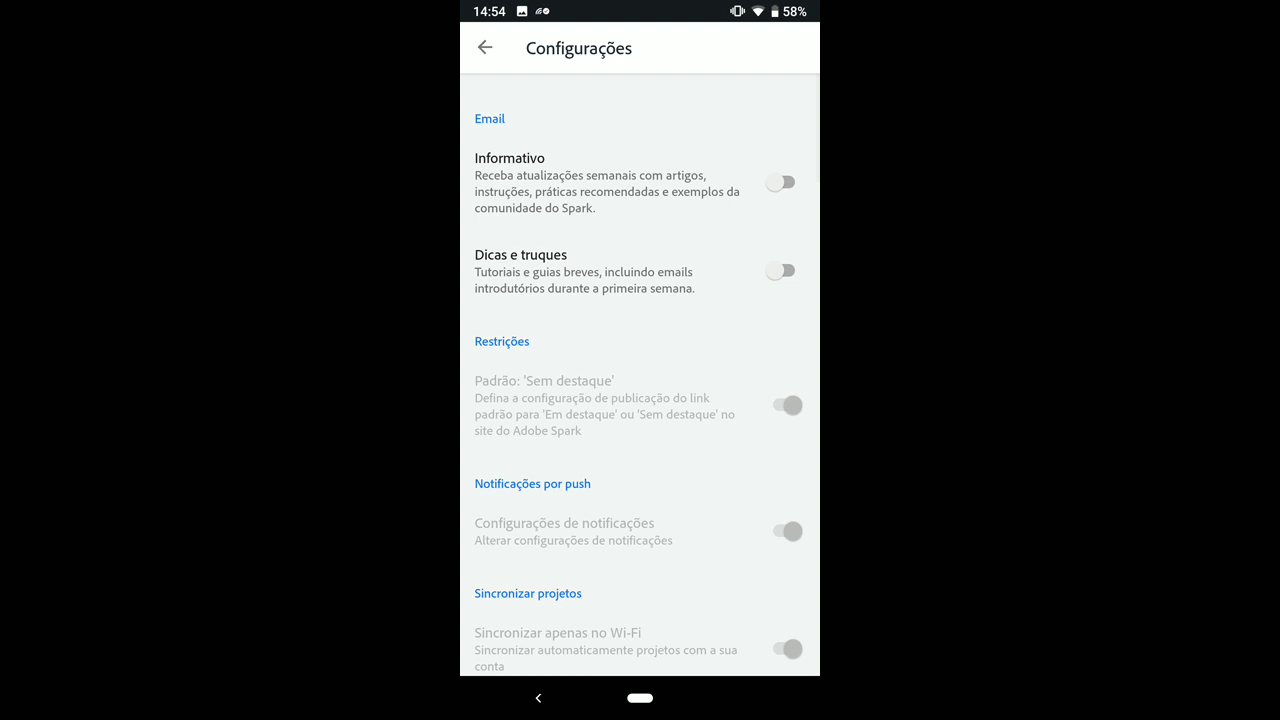 14:54
58%
Configurações
Email
Informativo
Receba atualizações semanais com artigos,
instruções, práticas recomendadas e exemplos da
comunidade do Spark.
Dicas e truques
Tutoriais e guias breves, incluindo emails
introdutórios durante a primeira semana.
Restrições
Padrão: 'Sem destaque'
Defina a configuração de publicação do link
padrão para 'Em destaque' ou 'Sem destaque' no
site do Adobe Spark
Notificações por push
Configurações de notificações
Alterar configurações de notificações
Sincronizar projetos
Sincronizar apenas no Wi-Fi
Sincronizar automaticamente projetos com a sua
conta